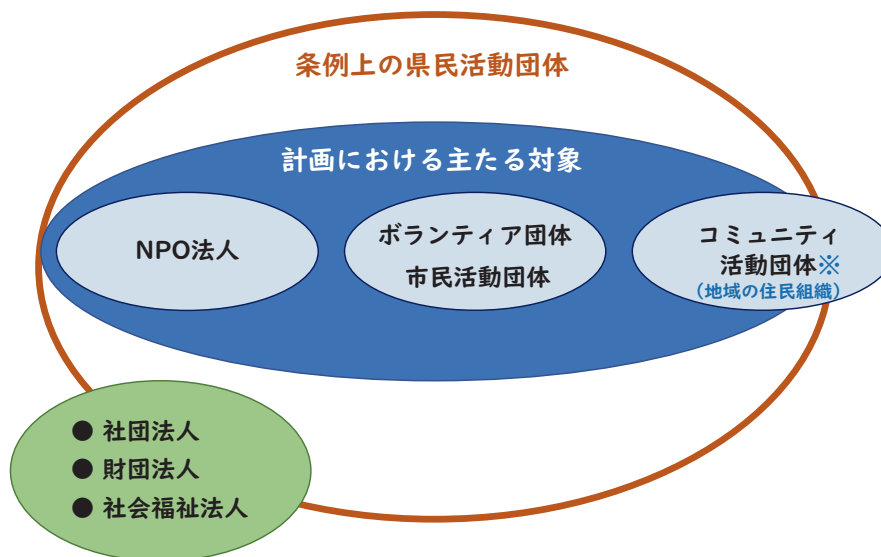 条例上の県民活動団体
計画における主たる対象
NPO法人
ボランティア団体
市民活動団体
コミュニティ
活動団体※
(地域の住民組織)
● 社団法人
● 財団法人
● 社会福祉法人